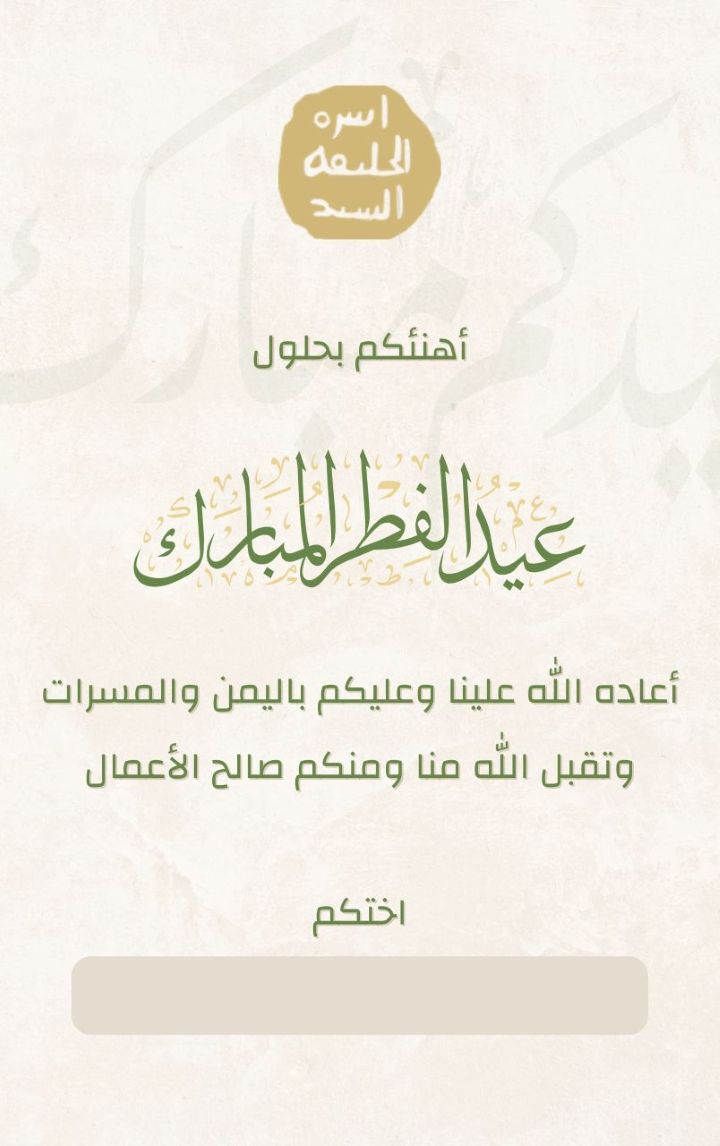 اسره
الخليفه
السيد
أهنئكم بحلول
عيد الفطر المبارك
أعاده الله علينا وعليكم باليمن والمسرات
وتقبل الله منا ومنكم صالح الأعمال
اختكم